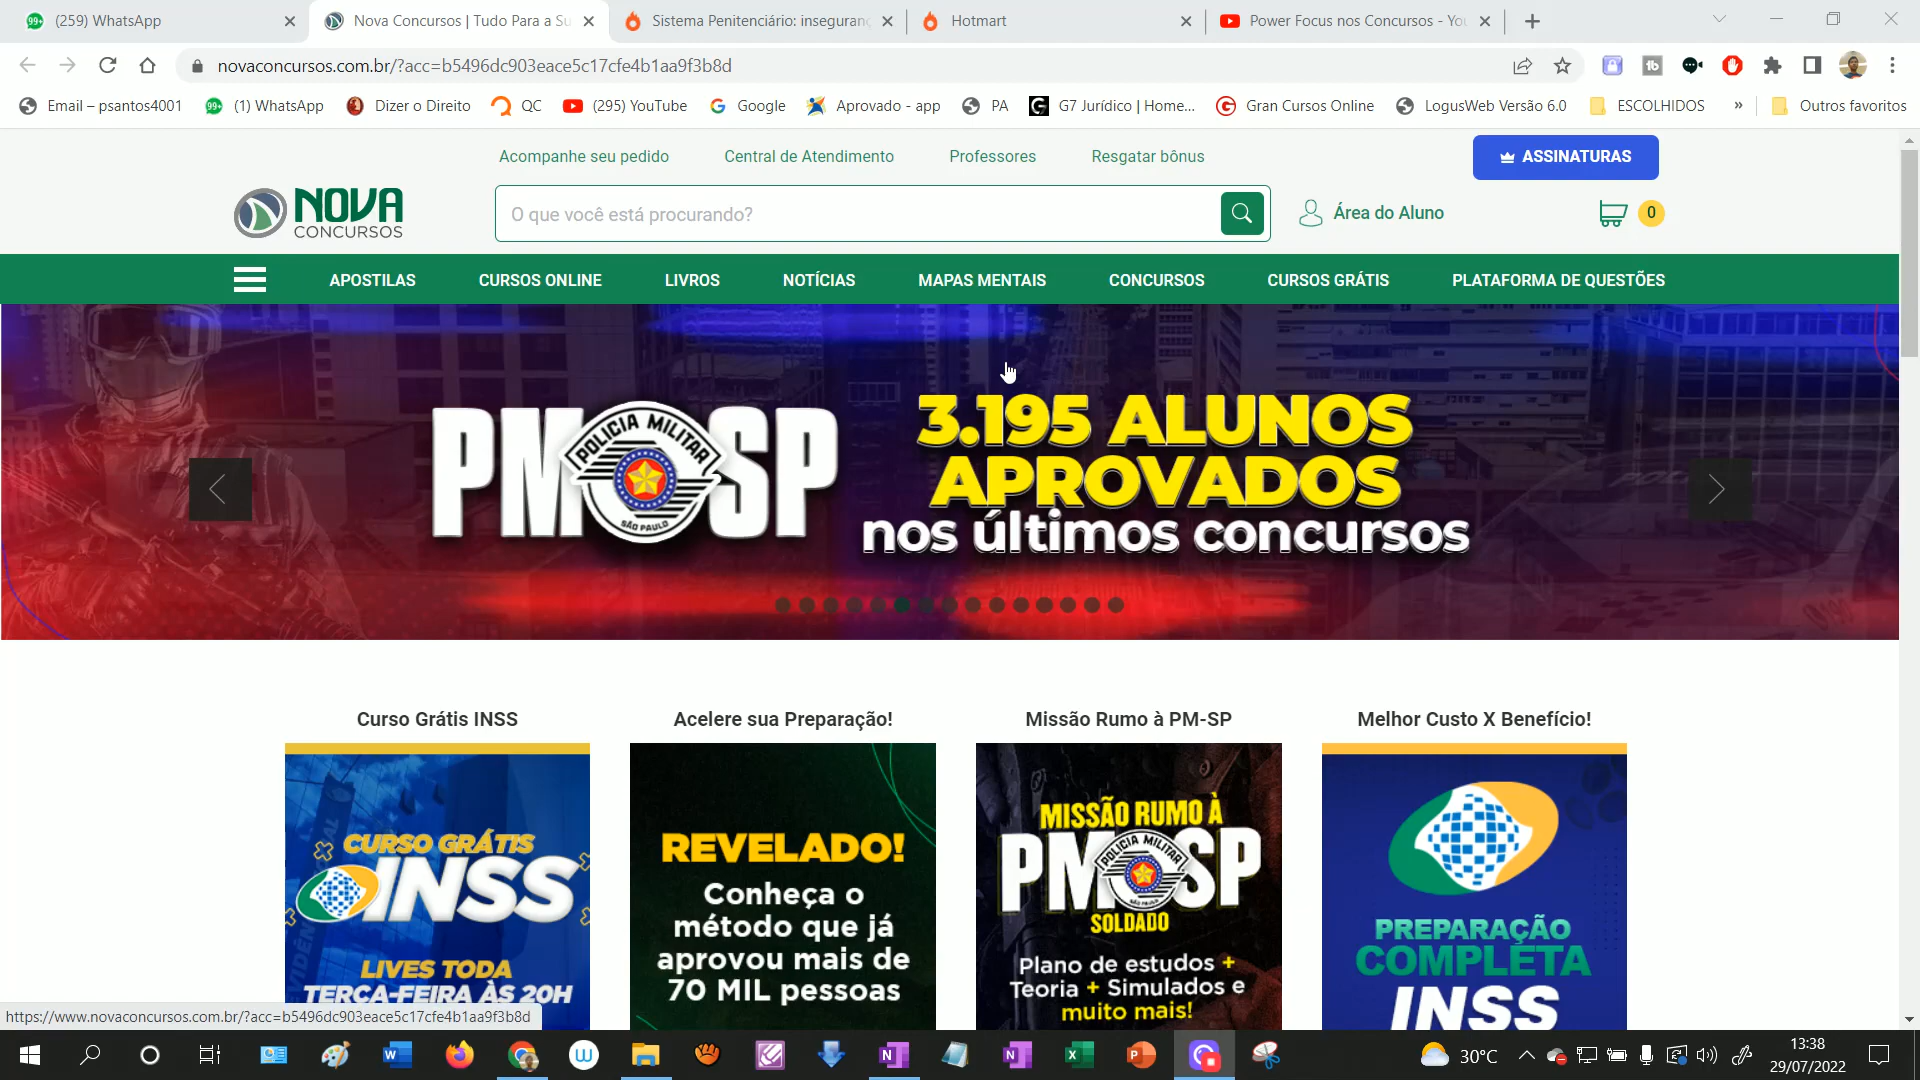 (259) WhatsApp
Nova Concursos | Tudo Para a Su
Sistema Penitenciário: inseguranç
Hotmart
Power Focus nos Concursos - You
novaconcursos.com.br/?acc=b5496dc903eace5c17cfe4b1aa9f3b8d
Email – psantos4001
(1) WhatsApp
Dizer o Direito
QC
(295) YouTube
Google
Aprovado - app
PA
G7 Jurídico | Home...
Gran Cursos Online
LogusWeb Versão 6.0
ESCOLHIDOS
»
Outros favoritos
Acompanhe seu pedido
Central de Atendimento
Professores
Resgatar bônus
ASSINATURAS
NOVA
CONCURSOS
O que você está procurando?
Área do Aluno
0
APOSTILAS
CURSOS ONLINE
LIVROS
NOTÍCIAS
MAPAS MENTAIS
CONCURSOS
CURSOS GRÁTIS
PLATAFORMA DE QUESTÕES
PM SP
POLICIA MILITAR
SÃO PAULO
3.195 ALUNOS
APROVADOS
nos últimos concursos
Curso Grátis INSS
Acelere sua Preparação!
Missão Rumo à PM-SP
Melhor Custo X Benefício!
CURSO GRÁTIS
INSS
LIVES TODA
TERÇA-FEIRA ÀS 20H
REVELADO!
Conheça o
método que já
aprovou mais de
70 MIL pessoas
MISSÃO RUMO À
PM SP
POLICIA MILITAR
SOLDADO
Plano de estudos +
Teoria + Simulados e
muito mais!
PREPARAÇÃO
COMPLETA
INSS
https://www.novaconcursos.com.br/?acc=b5496dc903eace5c17cfe4b1aa9f3b8d
30°C
13:38
29/07/2022